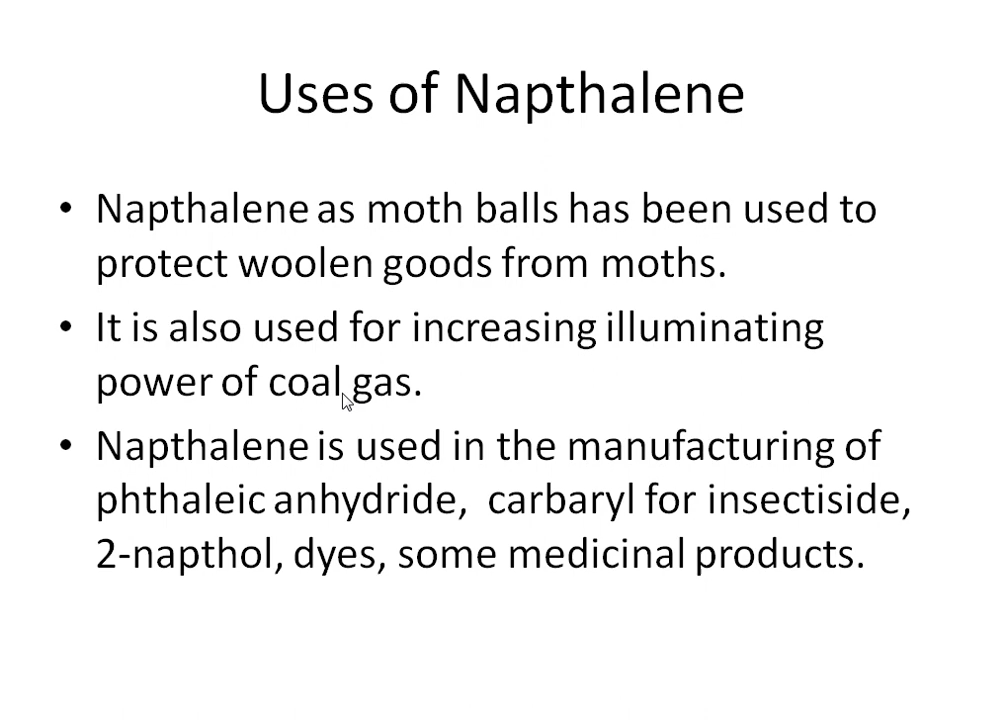 Uses of Napthalene
• Napthalene as moth balls has been used to
protect woolen goods from moths.
• It is also used for increasing illuminating
power of coal gas.
• Napthalene is used in the manufacturing of
phthaleic anhydride, carbaryl for insectiside,
2-napthol, dyes, some medicinal products.